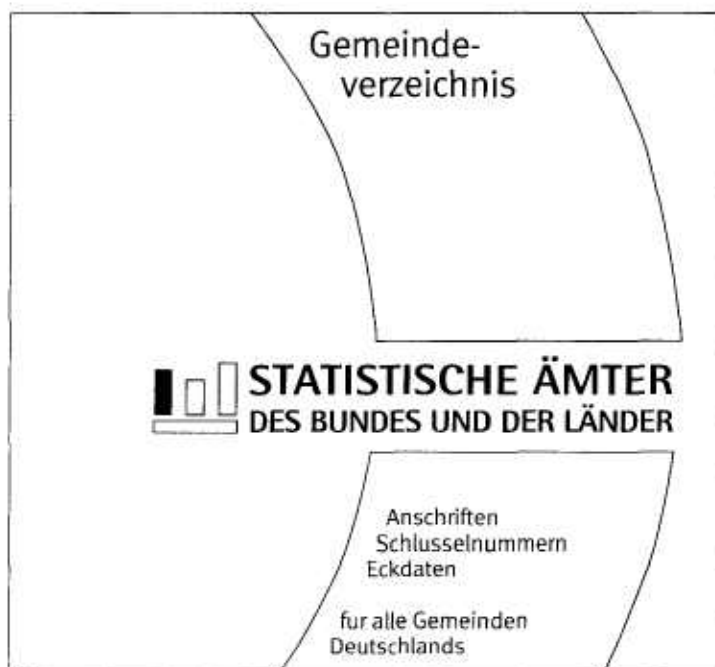 Gemeinde-
verzeichnis
STATISTISCHE ÄMTER
DES BUNDES UND DER LÄNDER
Anschriften
Schlusselnummern
Eckdaten
fur alle Gemeinden
Deutschlands